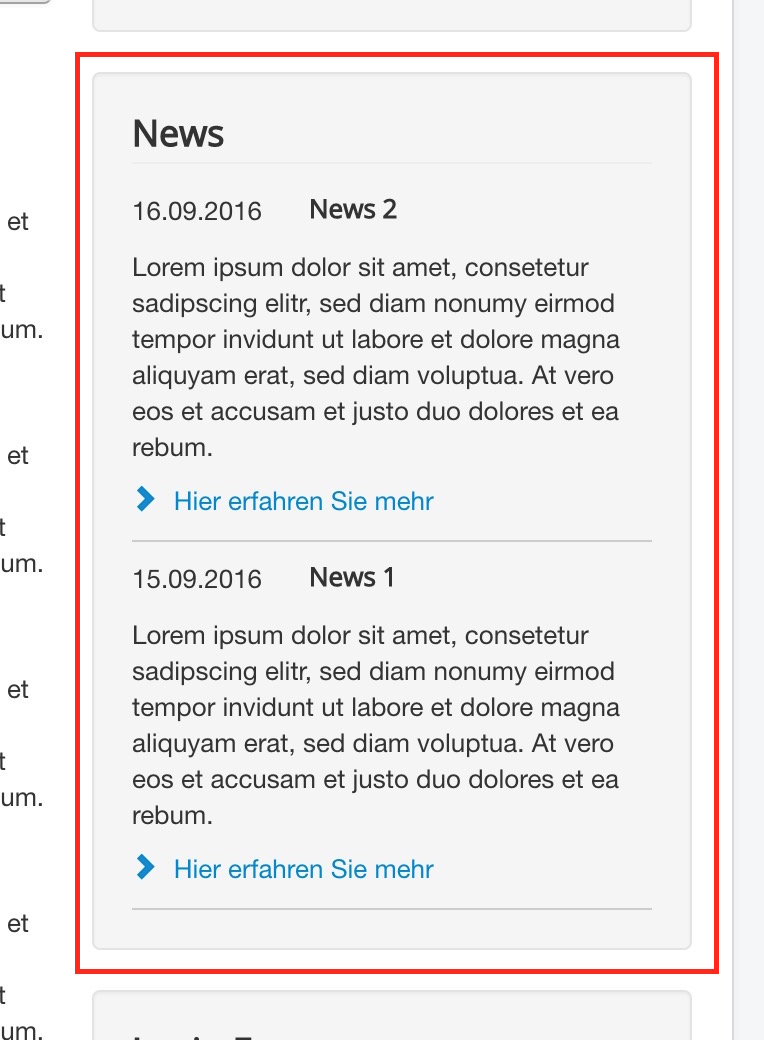 et
t
um.
et
t
um.
et
t
um.
et
t
um.
News
16.09.2016 News 2
Lorem ipsum dolor sit amet, consetetur
sadipscing elitr, sed diam nonumy eirmod
tempor invidunt ut labore et dolore magna
aliquyam erat, sed diam voluptua. At vero
eos et accusam et justo duo dolores et ea
rebum.
Hier erfahren Sie mehr
15.09.2016 News 1
Lorem ipsum dolor sit amet, consetetur
sadipscing elitr, sed diam nonumy eirmod
tempor invidunt ut labore et dolore magna
aliquyam erat, sed diam voluptua. At vero
eos et accusam et justo duo dolores et ea
rebum.
Hier erfahren Sie mehr